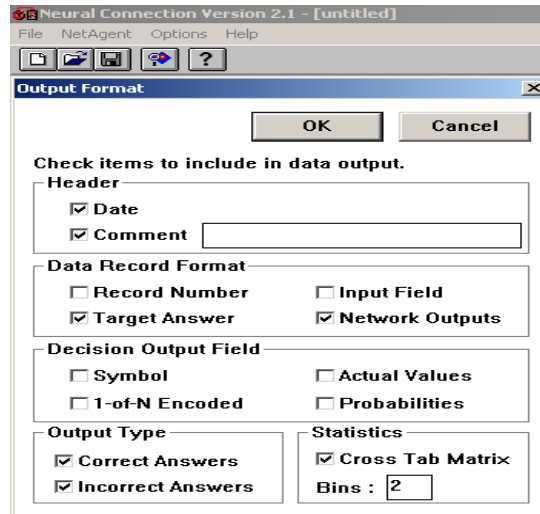 Neural Connection Version 2.1 - [untitled]
File NetAgent Options Help
?
Output Format
OK Cancel
Check items to include in data output.
Header
Date
Comment
Data Record Format
Record Number Input Field
Target Answer Network Outputs
Decision Output Field
Symbol Actual Values
1-of-N Encoded Probabilities
Output Type Statistics
Correct Answers Cross Tab Matrix
Incorrect Answers Bins : 2